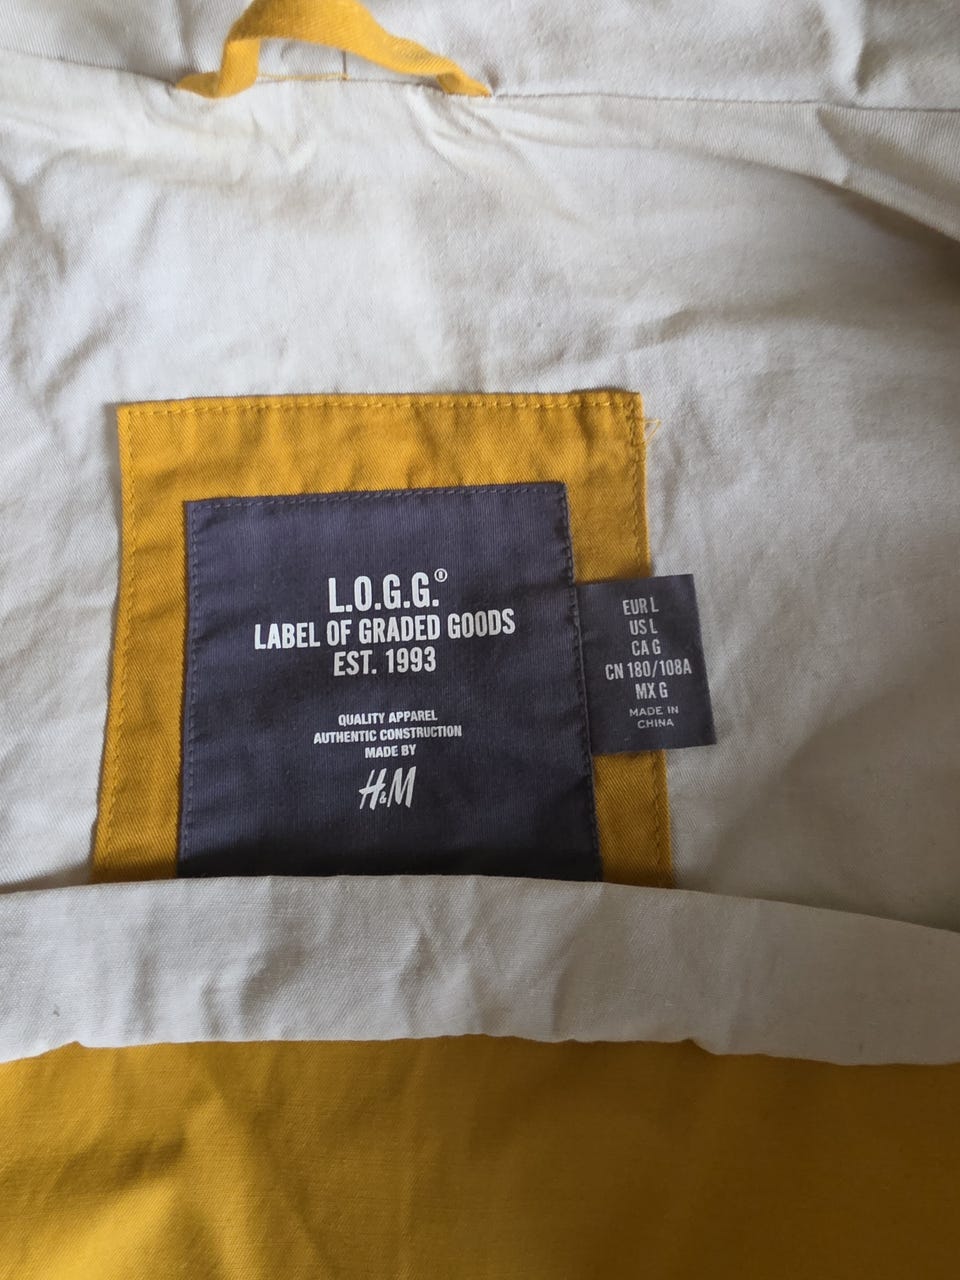 L.O.G.G.®
LABEL OF GRADED GOODS
EST. 1993
QUALITY APPAREL
AUTHENTIC CONSTRUCTION
MADE BY
H&M
EUR L
US L
CA G
CN 180/108A
MX G
MADE IN
CHINA